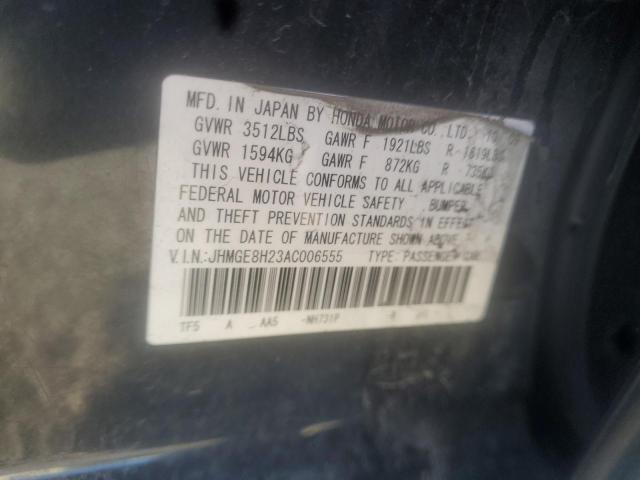 MFD. IN JAPAN BY HONDA MOTOR CO.,LTD.
GVWR 3512LBS GAWR F 1921LBS R-1619LBS
GVWR 1594KG GAWR F 872KG R 735KG
THIS VEHICLE CONFORMS TO ALL APPLICABLE
FEDERAL MOTOR VEHICLE SAFETY, BUMPER,
AND THEFT PREVENTION STANDARDS IN EFFECT
ON THE DATE OF MANUFACTURE SHOWN ABOVE.
V.I.N.:JHMGE8H23AC006555 TYPE: PASSENGER CAR
TF5 A AA5 -NH731P